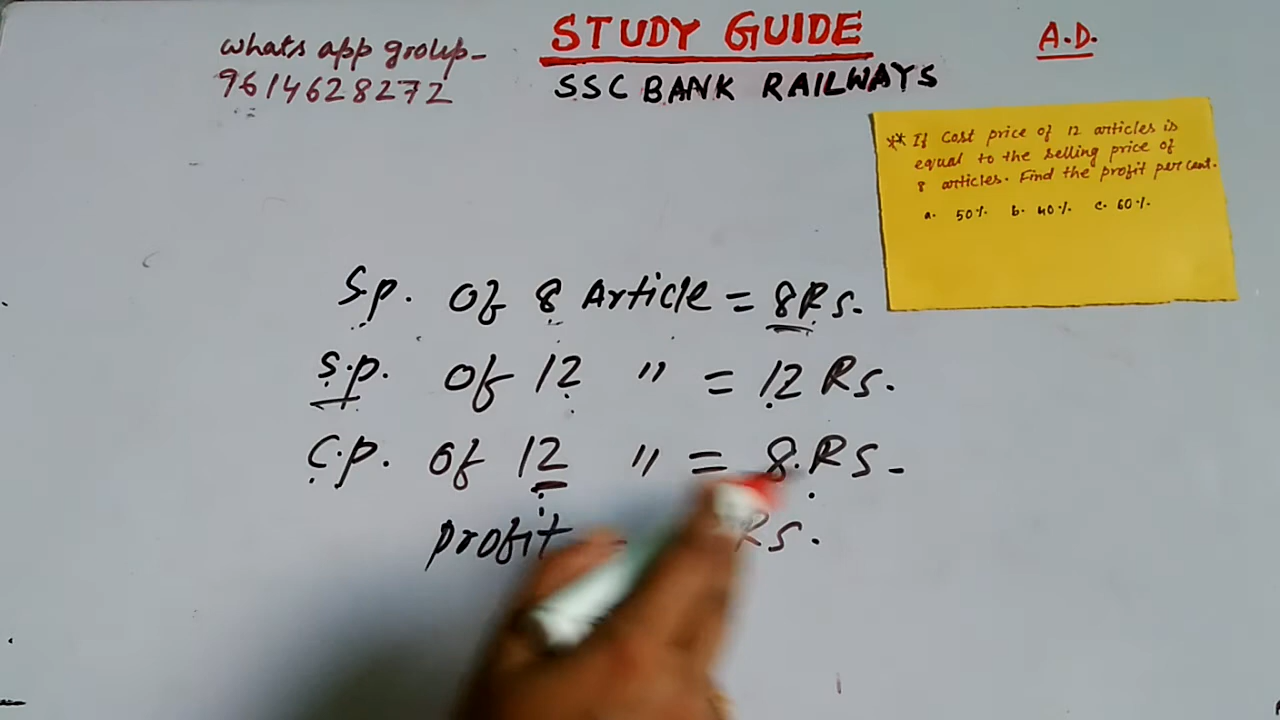 whats app group-
9614628272
STUDY GUIDE
SSC BANK RAILWAYS
A.D.
** If Cost price of 12 articles is
equal to the selling price of
8 articles. Find the profit per cent.
a. 50% b. 40% c. 60%
S.p. Of 8 Article = 8Rs.
S.p. Of 12 " = 12 Rs.
C.p. Of 12 " = 8.Rs-
profit Rs.